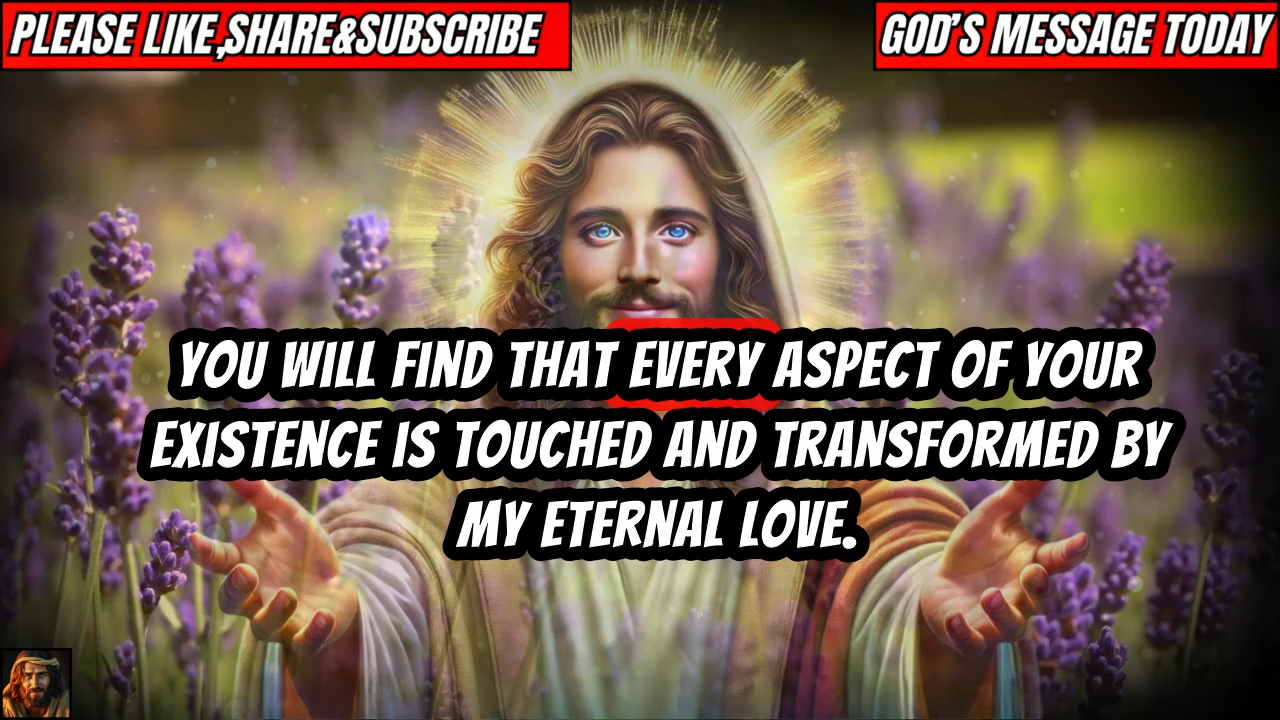 PLEASE LIKE,SHARE&SUBSCRIBE
GOD'S MESSAGE TODAY
YOU WILL FIND THAT EVERY ASPECT OF YOUR
EXISTENCE IS TOUCHED AND TRANSFORMED BY
MY ETERNAL LOVE.